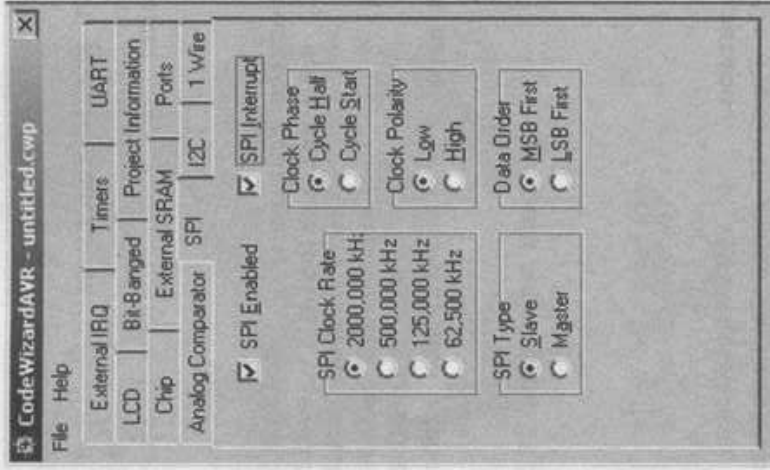 CodeWizardAVR - untitled.cwp
File Help
External IRQ Timers UART
LCD Bit-Banged Project Information
Chip External SRAM Ports
Analog Comparator SPI I2C 1 Wire
SPI Enabled SPI Interrupt
SPI Clock Rate
2000,000 kHz
500,000 kHz
125,000 kHz
62,500 kHz
Clock Phase
Cycle Half
Cycle Start
Clock Polarity
Low
High
SPI Type
Slave
Master
Data Order
MSB First
LSB First